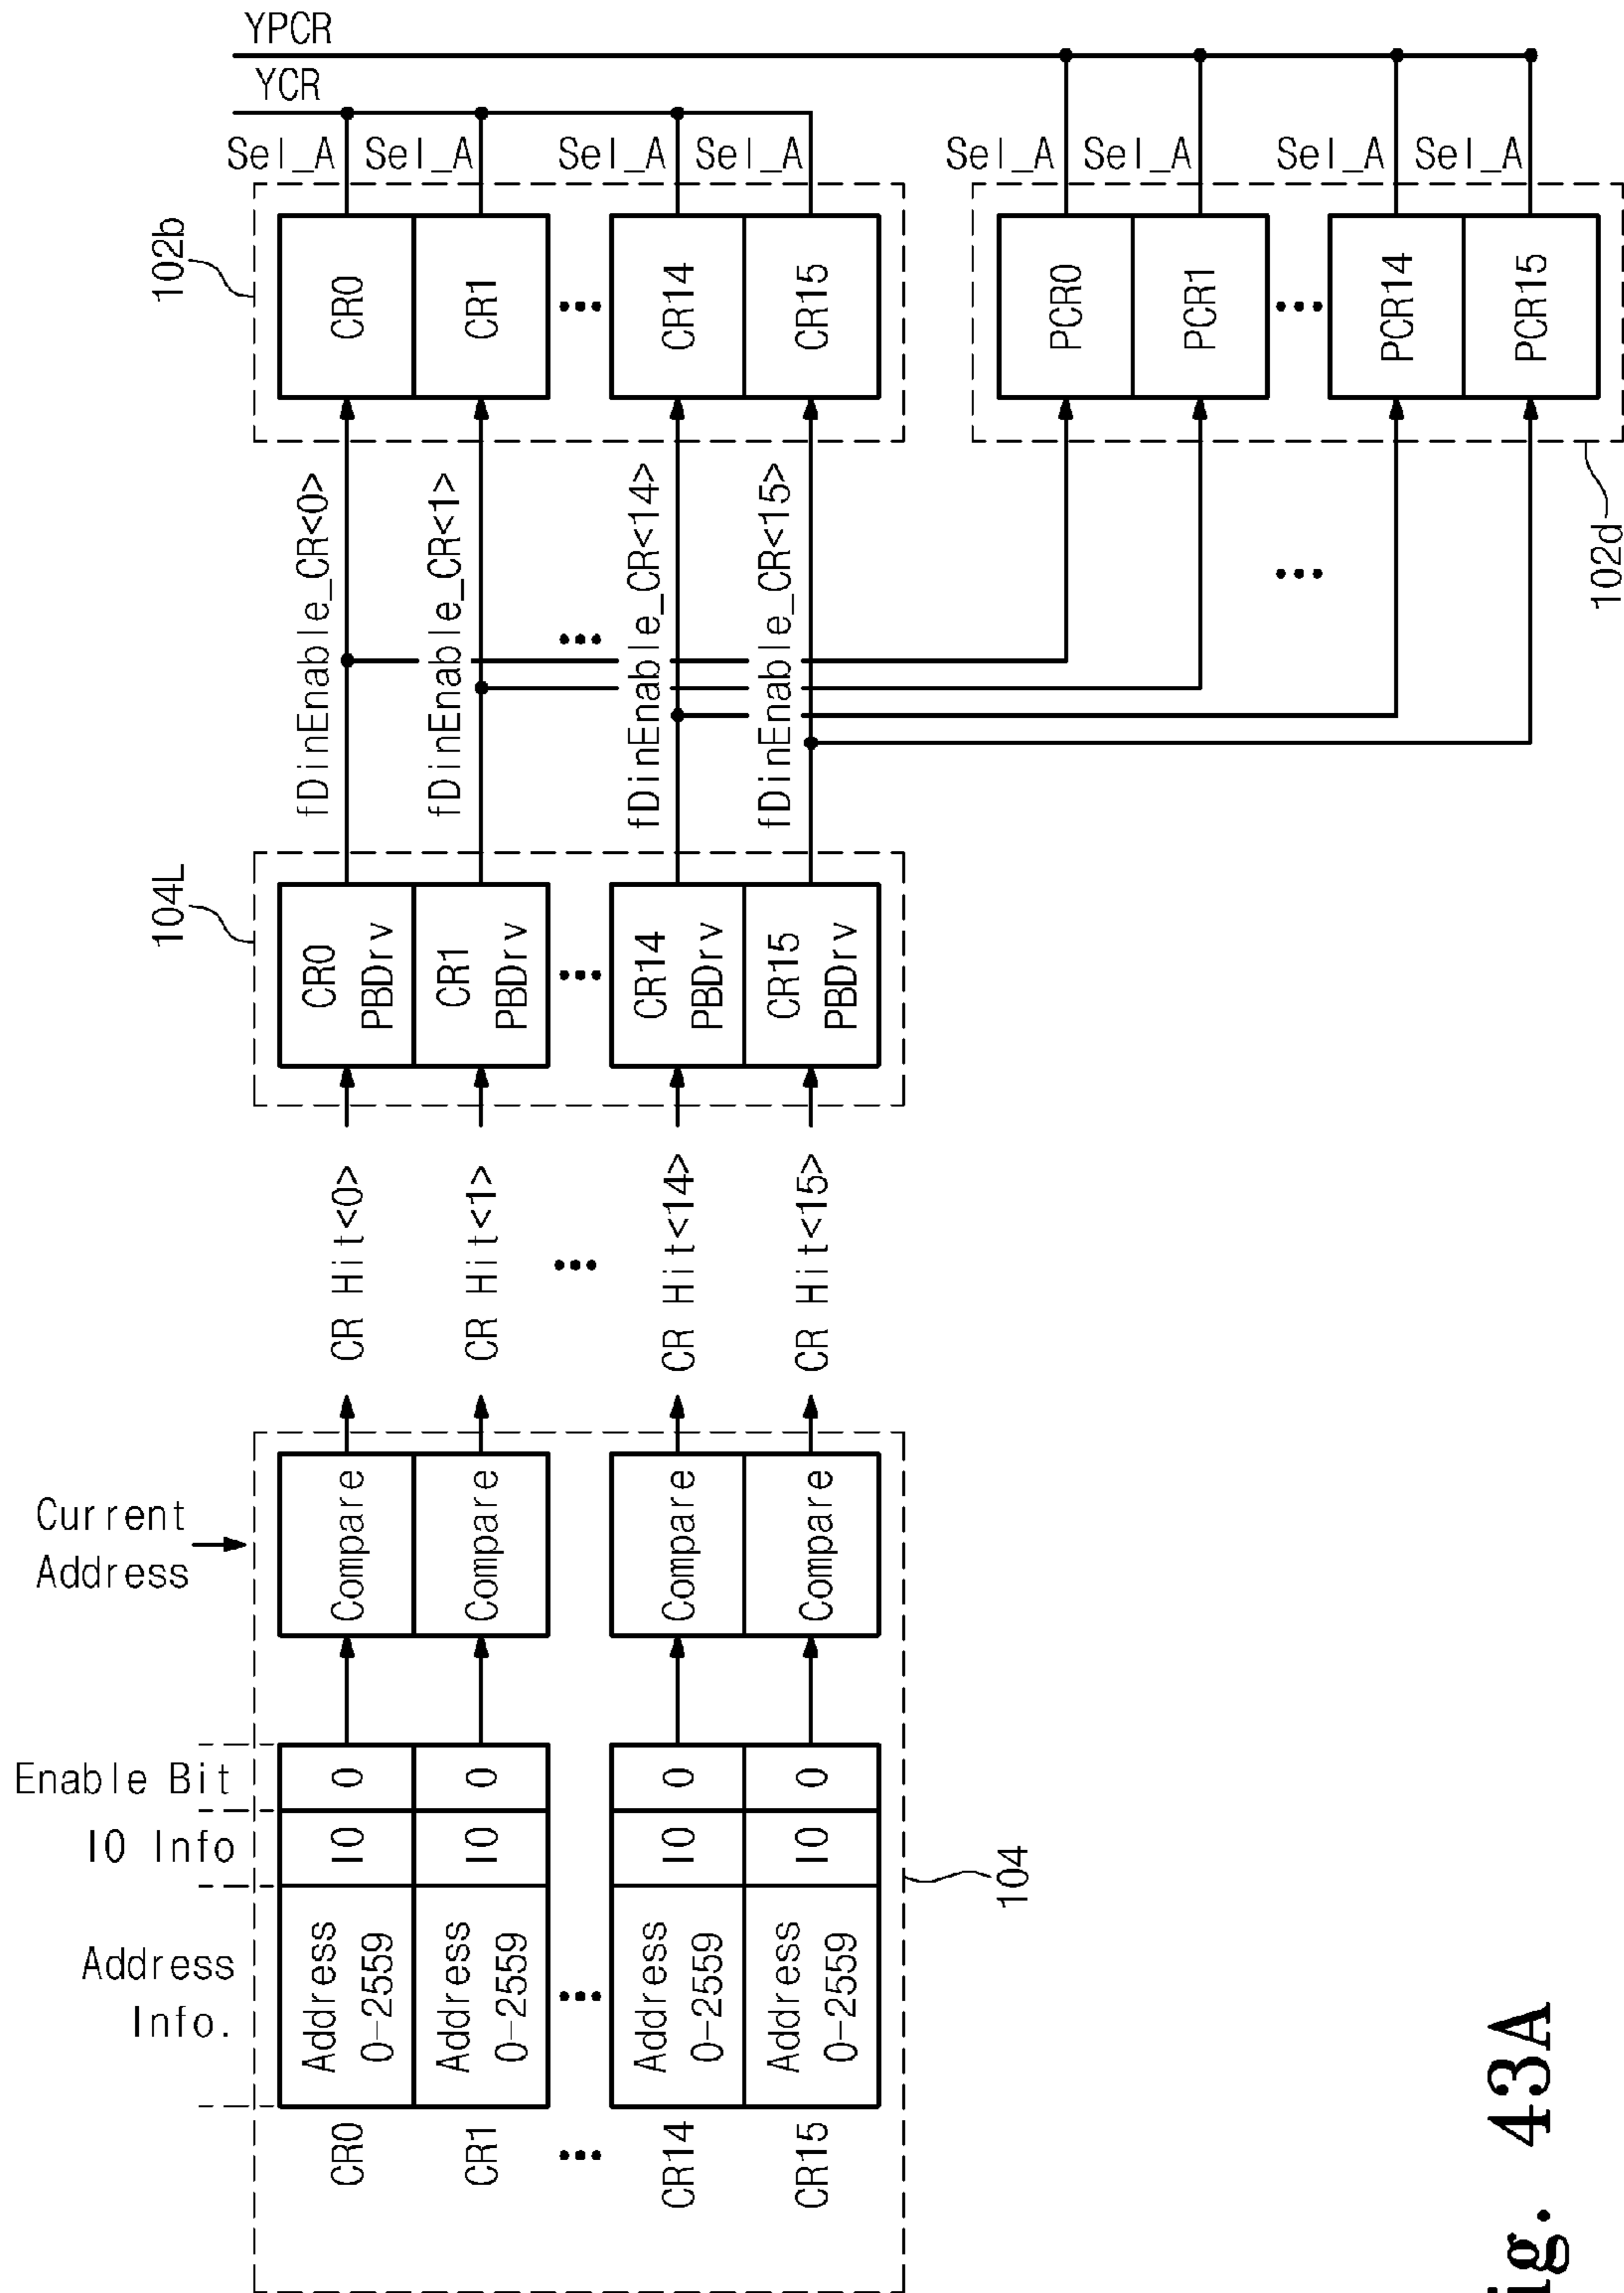 Address
Info.
IO Info
Enable Bit
Current
Address
CR0
Address
0-2559
IO
0
Compare
CR Hit<0>
CR0
PBDrv
fDinEnable_CR<0>
CR0
Sel_A
CR1
Address
0-2559
IO
0
Compare
CR Hit<1>
CR1
PBDrv
fDinEnable_CR<1>
CR1
Sel_A
...
...
...
...
...
...
CR14
Address
0-2559
IO
0
Compare
CR Hit<14>
CR14
PBDrv
fDinEnable_CR<14>
CR14
Sel_A
CR15
Address
0-2559
IO
0
Compare
CR Hit<15>
CR15
PBDrv
fDinEnable_CR<15>
CR15
Sel_A
104
104L
102b
YCR
YPCR
PCR0
Sel_A
PCR1
Sel_A
...
...
PCR14
Sel_A
PCR15
Sel_A
102d
ig. 43A